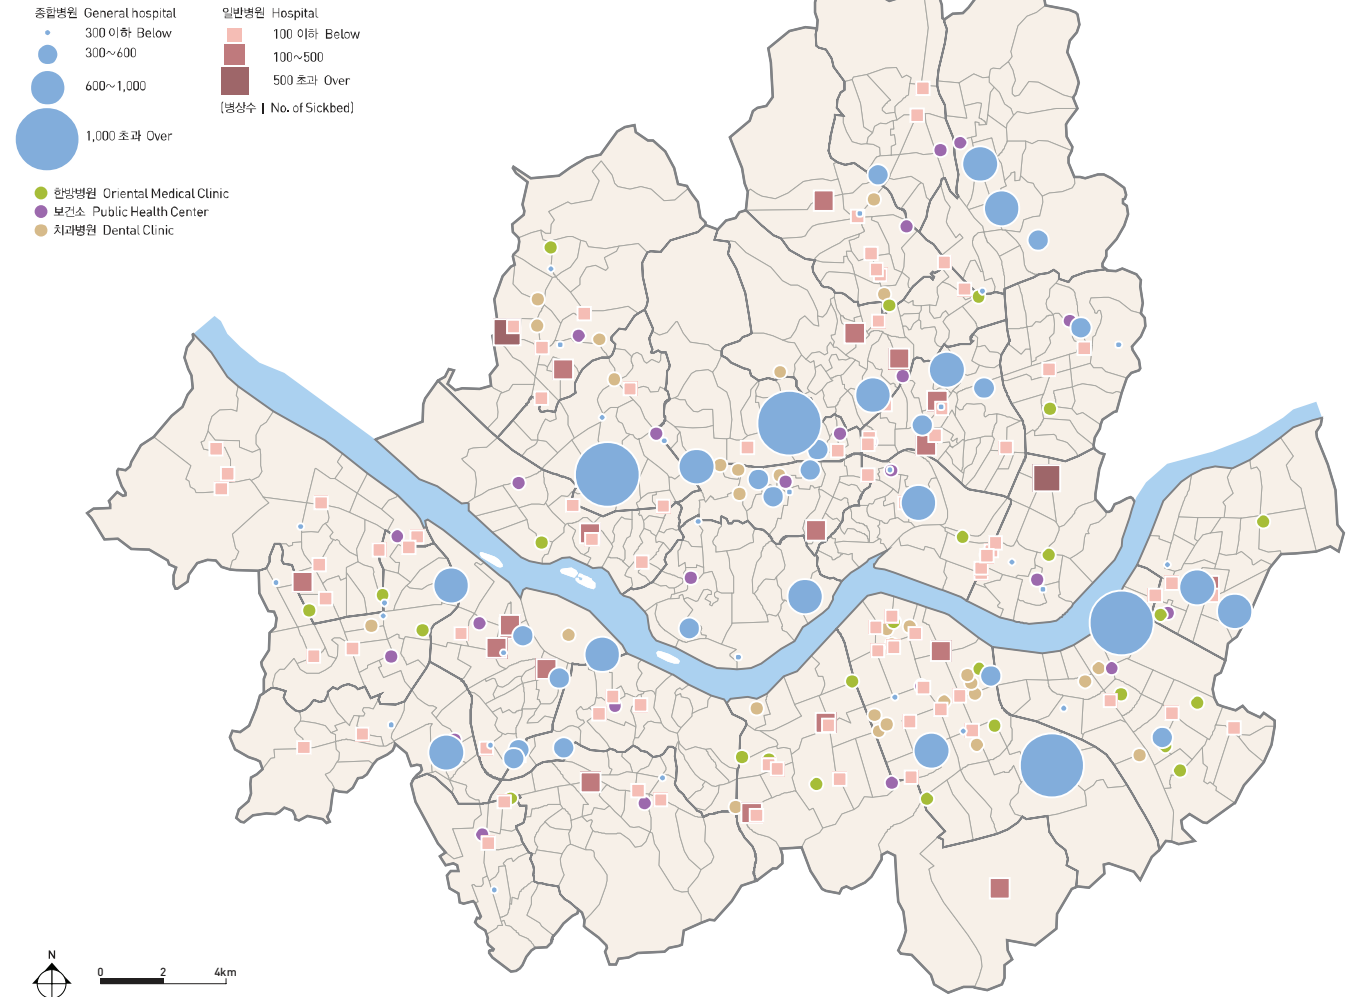 종합병원 General hospital
300 이하 Below
300~600
600~1,000
1,000 초과 Over
일반병원 Hospital
100 이하 Below
100~500
500 초과 Over
(병상수 | No. of Sickbed)
한방병원 Oriental Medical Clinic
보건소 Public Health Center
치과병원 Dental Clinic
N
0 2 4km